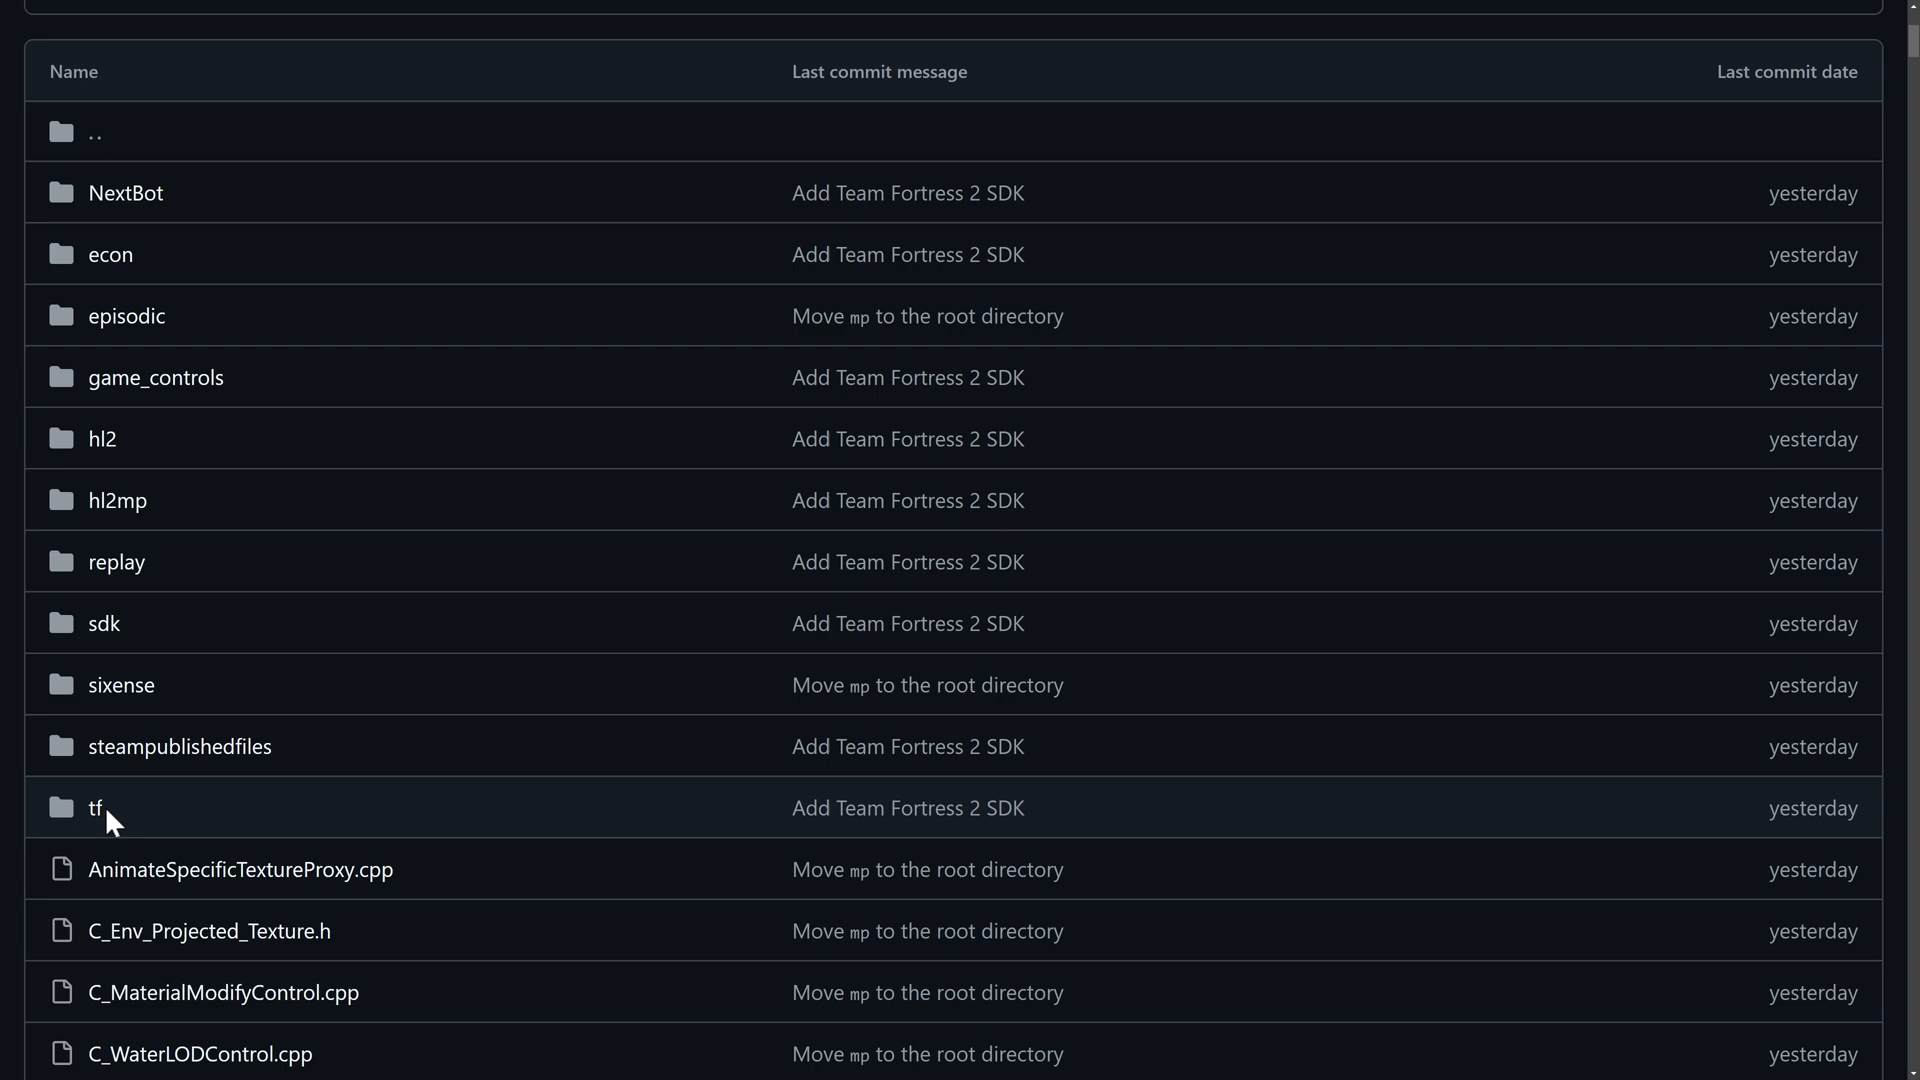 Name Last commit message Last commit date
..
NextBot Add Team Fortress 2 SDK yesterday
econ Add Team Fortress 2 SDK yesterday
episodic Move mp to the root directory yesterday
game_controls Add Team Fortress 2 SDK yesterday
hl2 Add Team Fortress 2 SDK yesterday
hl2mp Add Team Fortress 2 SDK yesterday
replay Add Team Fortress 2 SDK yesterday
sdk Add Team Fortress 2 SDK yesterday
sixense Move mp to the root directory yesterday
steampublishedfiles Add Team Fortress 2 SDK yesterday
tf Add Team Fortress 2 SDK yesterday
AnimateSpecificTextureProxy.cpp Move mp to the root directory yesterday
C_Env_Projected_Texture.h Move mp to the root directory yesterday
C_MaterialModifyControl.cpp Move mp to the root directory yesterday
C_WaterLODControl.cpp Move mp to the root directory yesterday